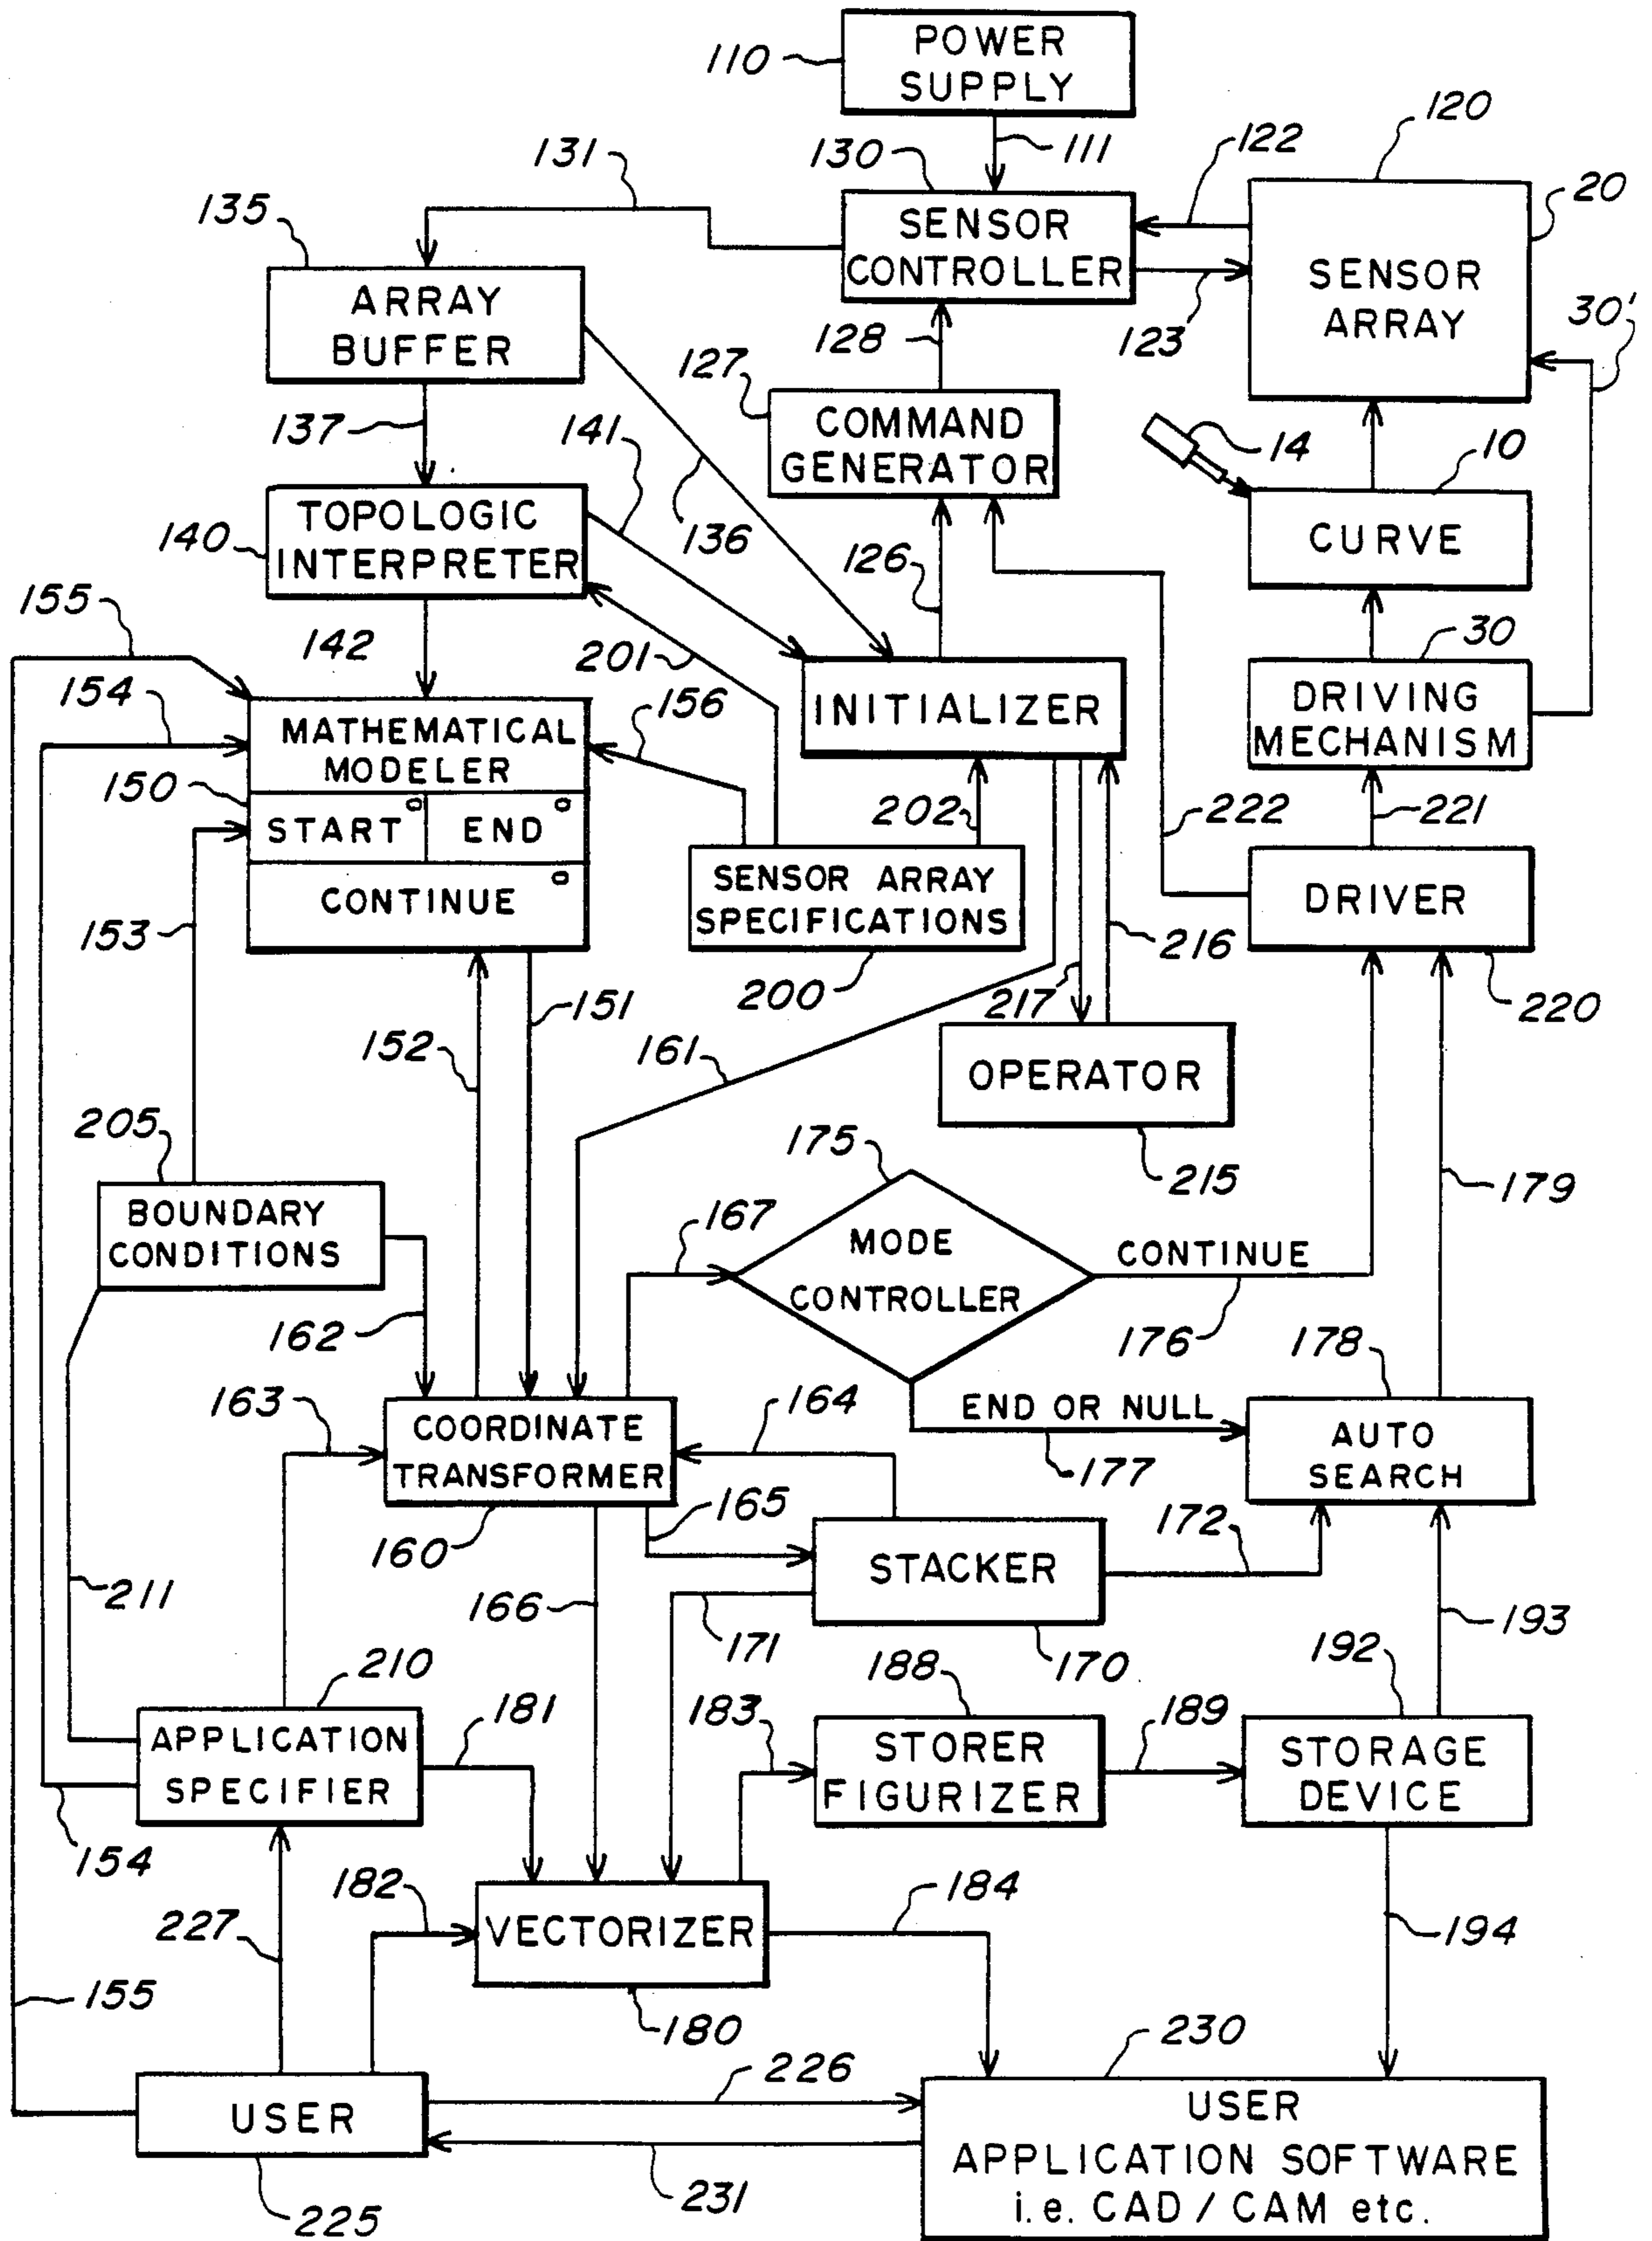 POWER
SUPPLY
110
111
120
131
130
122
20
135
SENSOR
CONTROLLER
SENSOR
ARRAY
ARRAY
BUFFER
128
123
30'
127
137
141
COMMAND
GENERATOR
14
10
TOPOLOGIC
INTERPRETER
140
136
126
CURVE
155
142
201
30
154
156
INITIALIZER
DRIVING
MECHANISM
MATHEMATICAL
MODELER
150
START
END
202
222
221
CONTINUE
SENSOR ARRAY
SPECIFICATIONS
DRIVER
153
216
200
217
220
151
152
161
OPERATOR
205
175
215
179
BOUNDARY
CONDITIONS
167
MODE
CONTROLLER
CONTINUE
162
176
178
163
COORDINATE
TRANSFORMER
164
END OR NULL
AUTO
SEARCH
177
165
160
STACKER
172
211
166
171
193
170
192
210
188
181
183
189
APPLICATION
SPECIFIER
STORER
FIGURIZER
STORAGE
DEVICE
154
182
184
227
VECTORIZER
194
155
180
230
226
USER
USER
APPLICATION SOFTWARE
i.e. CAD / CAM etc.
231
225